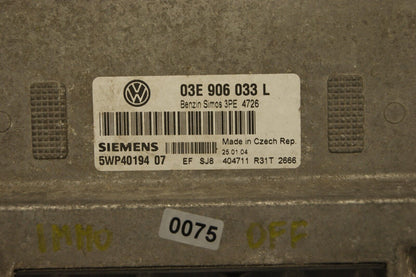 03E 906 033 L
Benzin Simos 3PE 4726
SIEMENS
Made in Czech Rep.
25.01.04
5WP40194 07 EF SJ8 404711 R31T 2666
IMMO 0075 OFF